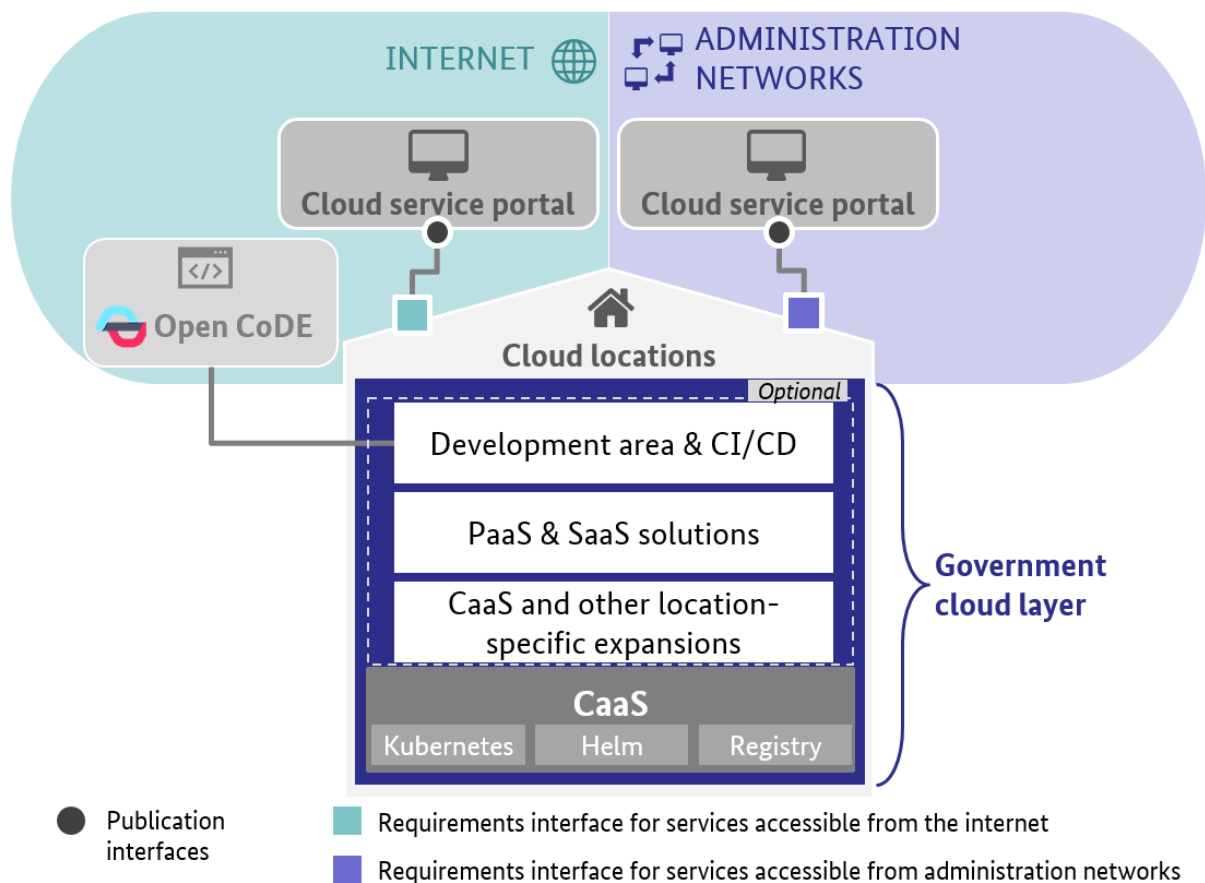 INTERNET
ADMINISTRATION
NETWORKS
Cloud service portal
Cloud service portal
</>
Open CoDE
Cloud locations
Optional
Development area & CI/CD
PaaS & SaaS solutions
CaaS and other location-
specific expansions
Government
cloud layer
CaaS
Kubernetes
Helm
Registry
Publication
interfaces
Requirements interface for services accessible from the internet
Requirements interface for services accessible from administration networks